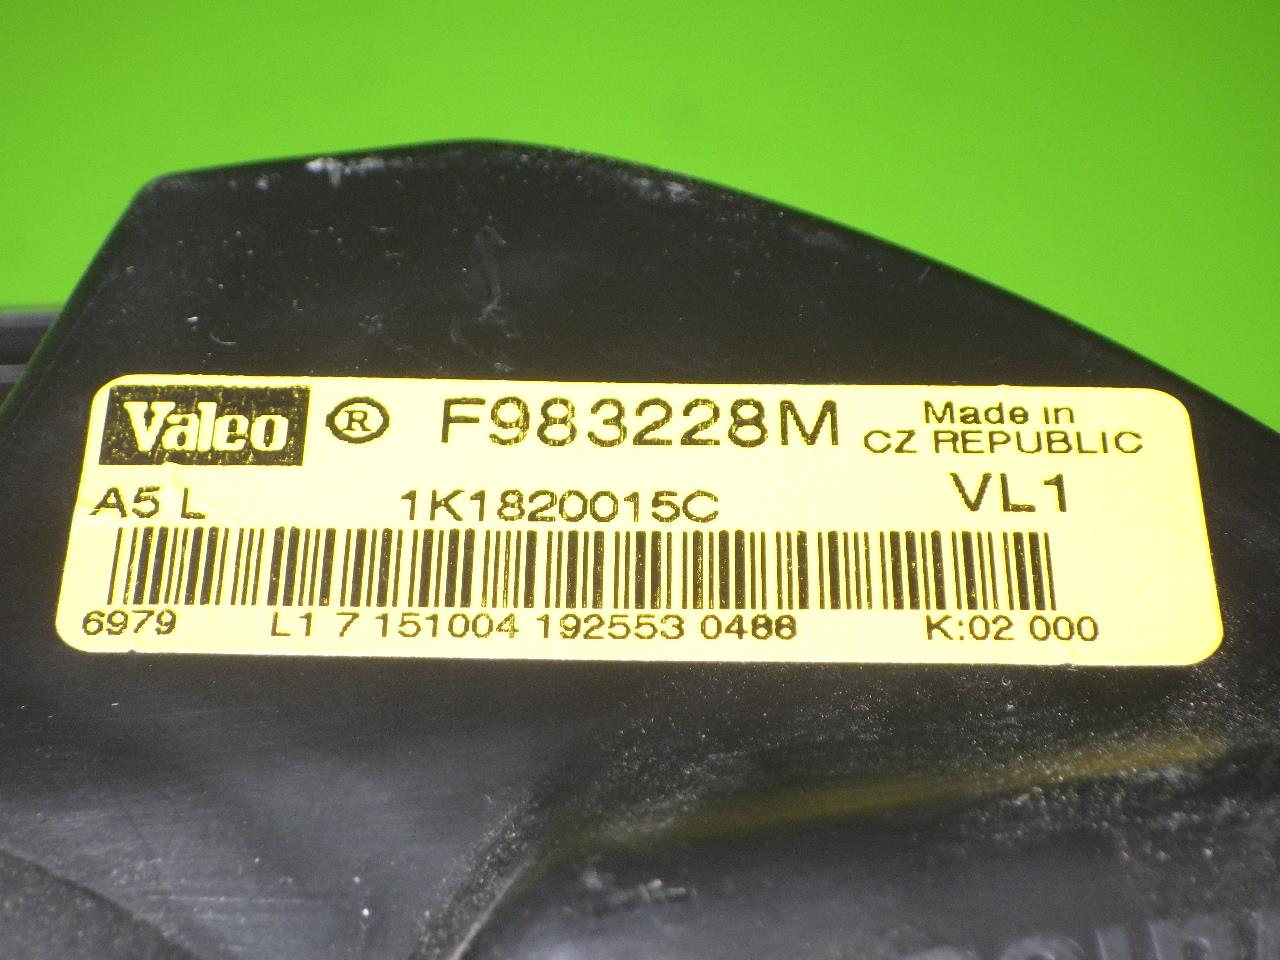 Valeo ® F983228M Made in
CZ REPUBLIC
A5 L 1K1820015C VL1
6979 L1 7 151004 192553 0488 K:02 000